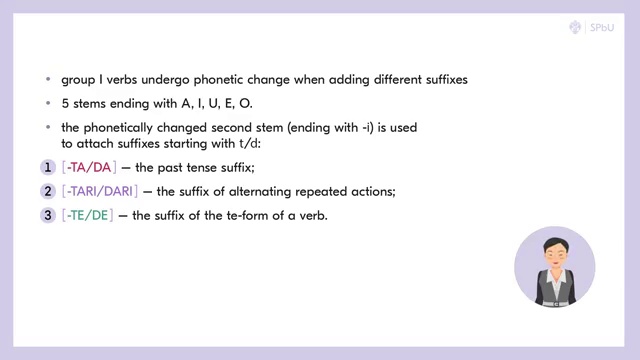 SPbU
• group I verbs undergo phonetic change when adding different suffixes
• 5 stems ending with A, I, U, E, O.
• the phonetically changed second stem (ending with -i) is used
to attach suffixes starting with t/d:
1 [-TA/DA] – the past tense suffix;
2 [-TARI/DARI] – the suffix of alternating repeated actions;
3 [-TE/DE] – the suffix of the te-form of a verb.